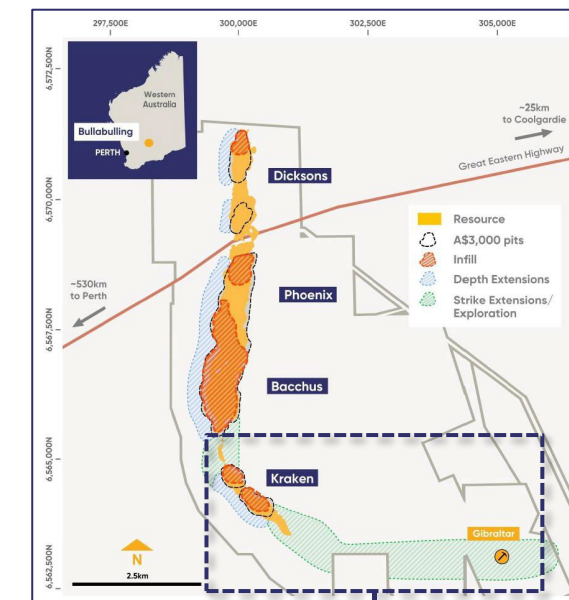 297,500E
300,000E
302,500E
305,000E
6,572,500N
6,570,000N
6,567,500N
6,565,000N
6,562,500N
Western
Australia
Bullabulling
PERTH
~25km
to Coolgardie
Great Eastern Highway
Dicksons
Resource
A$3,000 pits
Infill
Depth Extensions
Strike Extensions/
Exploration
~530km
to Perth
Phoenix
Bacchus
Kraken
Gibraltar
N
2.5km